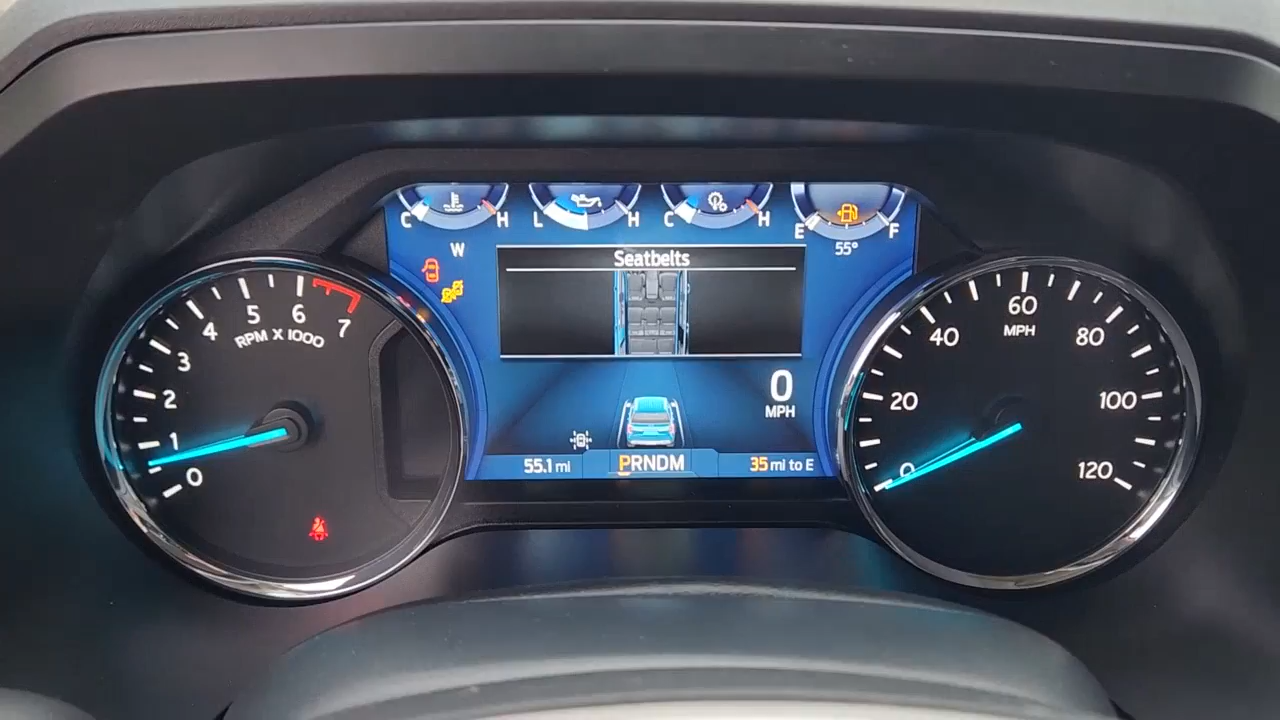 C H L H C H E F
55°
W
Seatbelts
0
MPH
55.1 mi PRNDM 35 mi to E
0 1 2 3 4 5 6 7
RPM X 1000
0 20 40 60 80 100 120
MPH